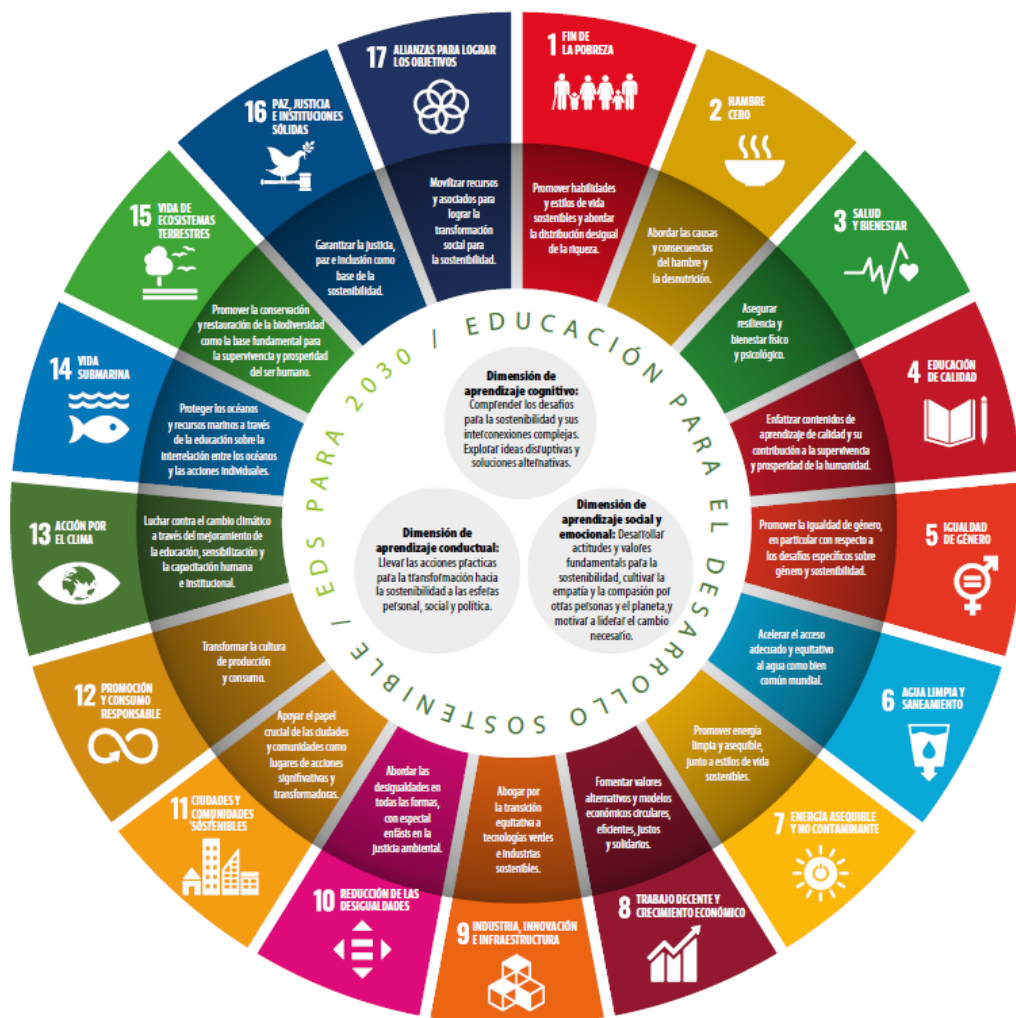 1 FIN DE
LA POBREZA
Promover habilidades
y estilos de vida
sostenibles y abordar
la distribución desigual
de la riqueza.
2 HAMBRE
CERO
Abordar las causas
y consecuencias
del hambre y
la desnutrición.
3 SALUD
Y BIENESTAR
Asegurar
resiliencia y
bienestar físico
y psicológico.
4 EDUCACIÓN
DE CALIDAD
Enfatizar contenidos de
aprendizaje de calidad y su
contribución a la supervivencia
y prosperidad de la humanidad.
5 IGUALDAD
DE GÉNERO
Promover la igualdad de género,
en particular con respecto a
los desafíos específicos sobre
género y sostenibilidad.
6 AGUA LIMPIA Y
SANEAMIENTO
Acelerar el acceso
adecuado y equitativo
al agua como bien
común mundial.
7 ENERGÍA ASEQUIBLE
Y NO CONTAMINANTE
Promover energía
limpia y asequible,
junto a estilos de vida
sostenibles.
8 TRABAJO DECENTE Y
CRECIMIENTO ECONÓMICO
Fomentar valores
alternativos y modelos
económicos circulares,
eficientes, justos
y solidarios.
9 INDUSTRIA, INNOVACIÓN
E INFRAESTRUCTURA
Abogar por
la transición
equitativa a
tecnologías verdes
e industrias
sostenibles.
10 REDUCCIÓN DE LAS
DESIGUALDADES
Abordar las
desigualdades en
todas las formas,
con especial
enfásis en la
justicia ambiental.
11 CIUDADES Y
COMUNIDADES
SOSTENIBLES
Apoyar el papel
crucial de las ciudades
y comunidades como
lugares de acciones
signifivativas y
transformadoras.
12 PROMOCIÓN
Y CONSUMO
RESPONSABLE
Transformar la cultura
de producción
y consumo.
13 ACCIÓN POR
EL CLIMA
Luchar contra el cambio climático
a través del mejoramiento de
la educación, sensibilización y
la capacitación humana
e institucional.
14 VIDA
SUBMARINA
Proteger los océanos
y recursos marinos a través
de la educación sobre la
interrelación entre los océanos
y las acciones individuales.
15 VIDA DE
ECOSISTEMAS
TERRESTRES
Promover la conservación
y restauración de la biodiversidad
como la base fundamental para
la supervivencia y prosperidad
del ser humano.
16 PAZ, JUSTICIA
E INSTITUCIONES
SÓLIDAS
Garantizar la justicia,
paz e inclusión como
base de la
sostenibilidad.
17 ALIANZAS PARA LOGRAR
LOS OBJETIVOS
Movilizar recursos
y asociados para
lograr la
transformación
social para
la sostenibilidad.
/ EDUCACIÓN PARA EL DESARROLLO SOSTENIBLE / EDS PARA 2030
Dimensión de
aprendizaje cognitivo:
Comprender los desafíos
para la sostenibilidad y sus
interconexiones complejas.
Explorar ideas disruptivas y
soluciones alternativas.
Dimensión de
aprendizaje social y
emocional: Desarrollar
actitudes y valores
fundamentals para la
sostenibilidad, cultivar la
empatía y la compasión por
otras personas y el planeta, y
motivar a liderar el cambio
necesario.
Dimensión de
aprendizaje conductual:
Llevar las acciones practicas
para la transformación hacia
la sostenibilidad a las esferas
personal, social y política.